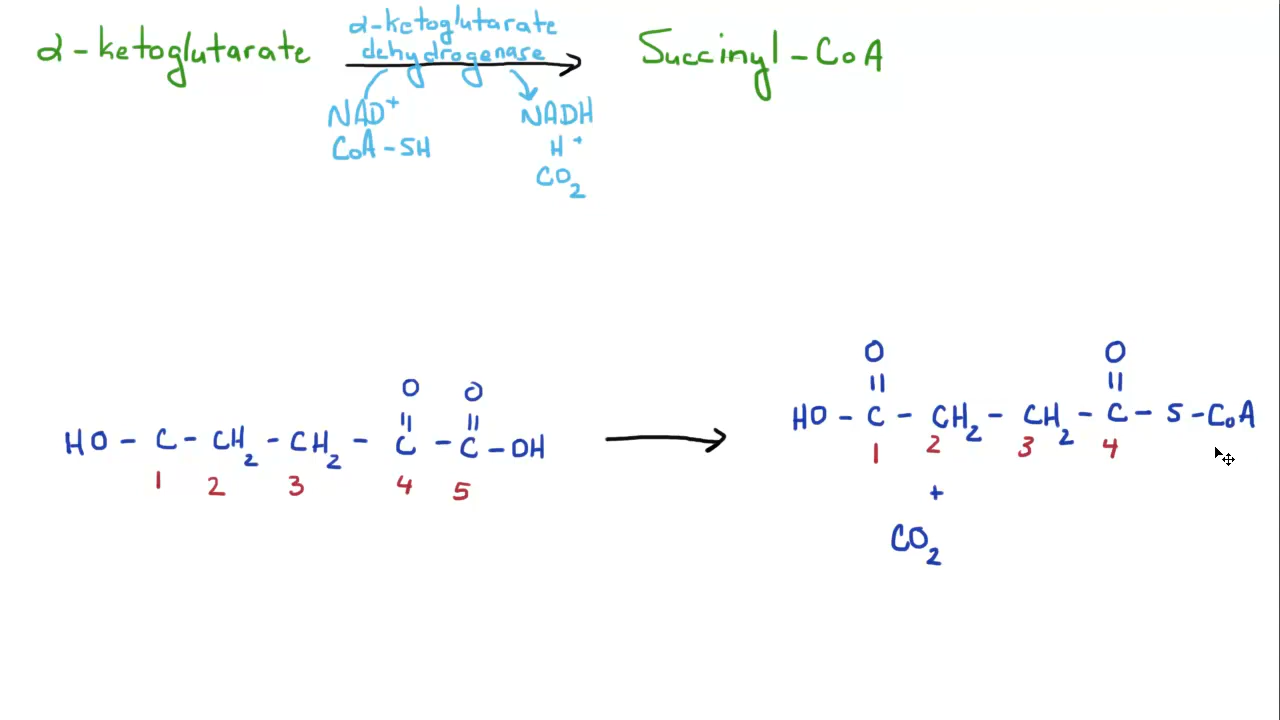 α-ketoglutarate
α-ketoglutarate
dehydrogenase
Succinyl-CoA
NAD⁺
CoA-SH
NADH
H⁺
CO₂
O O
|| ||
HO - C - CH₂ - CH₂ - C - C - OH
1 2 3 4 5
O O
|| ||
HO - C - CH₂ - CH₂ - C - S - CoA
1 2 3 4
+
CO₂